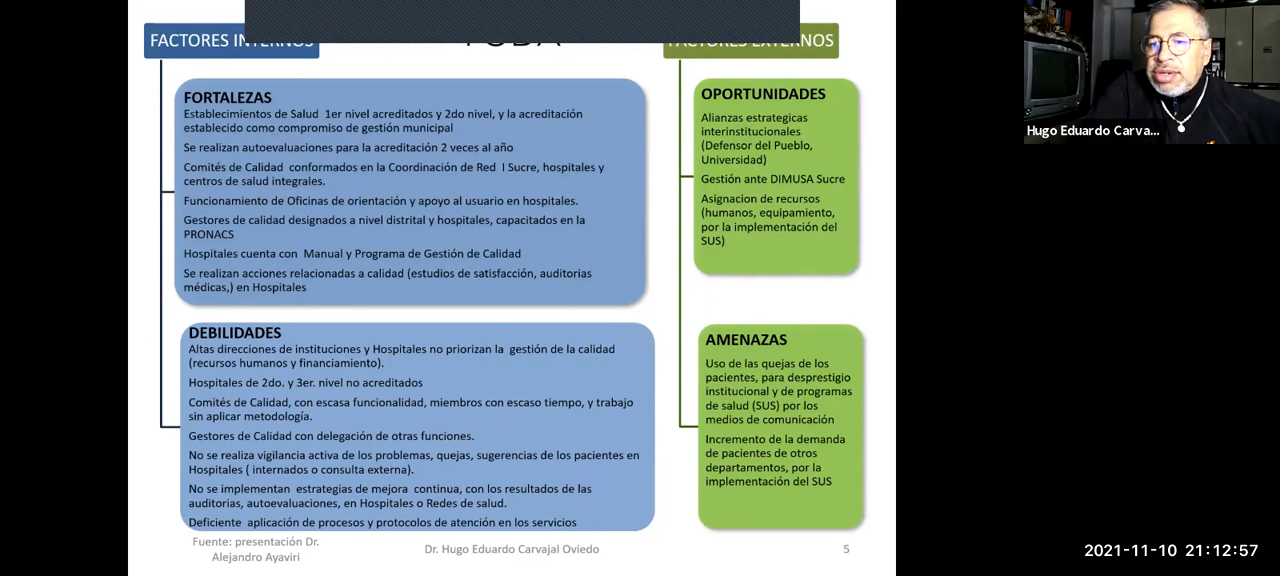 FACTORES INTERNOS
FODA
FACTORES EXTERNOS
FORTALEZAS
Establecimientos de Salud 1er nivel acreditados y 2do nivel, y la acreditación
establecido como compromiso de gestión municipal
Se realizan autoevaluaciones para la acreditación 2 veces al año
Comités de Calidad conformados en la Coordinación de Red I Sucre, hospitales y
centros de salud integrales.
Funcionamiento de Oficinas de orientación y apoyo al usuario en hospitales.
Gestores de calidad designados a nivel distrital y hospitales, capacitados en la
PRONACS
Hospitales cuenta con Manual y Programa de Gestión de Calidad
Se realizan acciones relacionadas a calidad (estudios de satisfacción, auditorias
médicas,) en Hospitales
DEBILIDADES
Altas direcciones de instituciones y Hospitales no priorizan la gestión de la calidad
(recursos humanos y financiamiento).
Hospitales de 2do. y 3er. nivel no acreditados
Comités de Calidad, con escasa funcionalidad, miembros con escaso tiempo, y trabajo
sin aplicar metodología.
Gestores de Calidad con delegación de otras funciones.
No se realiza vigilancia activa de los problemas, quejas, sugerencias de los pacientes en
Hospitales ( internados o consulta externa).
No se implementan estrategias de mejora continua, con los resultados de las
auditorias, autoevaluaciones, en Hospitales o Redes de salud.
Deficiente aplicación de procesos y protocolos de atención en los servicios
OPORTUNIDADES
Alianzas estrategicas
interinstitucionales
(Defensor del Pueblo,
Universidad)
Gestión ante DIMUSA Sucre
Asignacion de recursos
(humanos, equipamiento,
por la implementación del
SUS)
AMENAZAS
Uso de las quejas de los
pacientes, para desprestigio
institucional y de programas
de salud (SUS) por los
medios de comunicación
Incremento de la demanda
de pacientes de otros
departamentos, por la
implementación del SUS
Fuente: presentación Dr.
Alejandro Ayaviri
Dr. Hugo Eduardo Carvajal Oviedo
5
Hugo Eduardo Carva...
2021-11-10 21:12:57